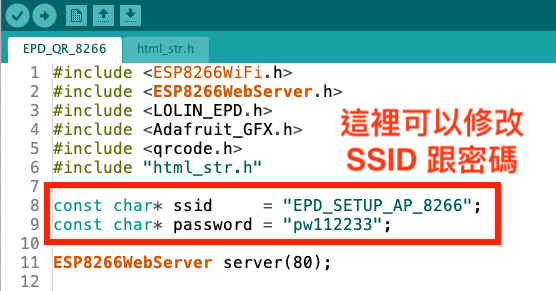 EPD_QR_8266 html_str.h
1 #include <ESP8266WiFi.h>
2 #include <ESP8266WebServer.h>
3 #include <LOLIN_EPD.h>
4 #include <Adafruit_GFX.h>
5 #include <qrcode.h>
6 #include "html_str.h"
7
這裡可以修改
SSID 跟密碼
8 const char* ssid     = "EPD_SETUP_AP_8266";
9 const char* password = "pw112233";
10
11 ESP8266WebServer server(80);
12